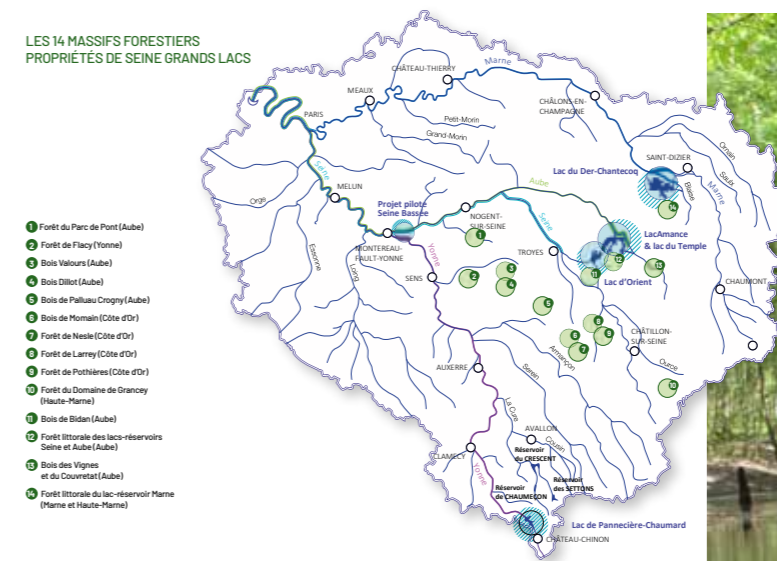 LES 14 MASSIFS FORESTIERS
PROPRIÉTÉS DE SEINE GRANDS LACS
1 Forêt du Parc de Pont (Aube)
2 Forêt de Flacy (Yonne)
3 Bois Valours (Aube)
4 Bois Dillot (Aube)
5 Bois de Palluau Crogny (Aube)
6 Bois de Momain (Côte d'Or)
7 Forêt de Nesle (Côte d'Or)
8 Forêt de Larrey (Côte d'Or)
9 Forêt de Pothières (Côte d'Or)
10 Forêt du Domaine de Grancey
(Haute-Marne)
11 Bois de Bidan (Aube)
12 Forêt littorale des lacs-réservoirs
Seine et Aube (Aube)
13 Bois des Vignes
et du Couvretat (Aube)
14 Forêt littorale du lac-réservoir Marne
(Marne et Haute-Marne)
CHÂTEAU-THIERRY
Marne
MEAUX
CHÂLONS-EN-
CHAMPAGNE
PARIS
Petit-Morin
Grand-Morin
Ornain
Saulx
SAINT-DIZIER
Lac du Der-Chantecoq
Blaise
Marne
14
Seine
Aube
Orge
MELUN
Projet pilote
Seine Bassée
NOGENT-
SUR-SEINE
Seine
1
MONTEREAU-
FAULT-YONNE
LacAmance
& lac du Temple
TROYES
12
13
11
Lac d'Orient
Essonne
Loing
Yonne
SENS
2
3
4
CHAUMONT
5
8
9
6
7
CHÂTILLON-
SUR-SEINE
Armançon
Ource
Serein
10
AUXERRE
La Cure
AVALLON
Cousin
CLAMECY
Yonne
Réservoir
du CRESCENT
Réservoir
des SETTONS
Réservoir
de CHAUMEÇON
Lac de Pannecière-Chaumard
CHÂTEAU-CHINON